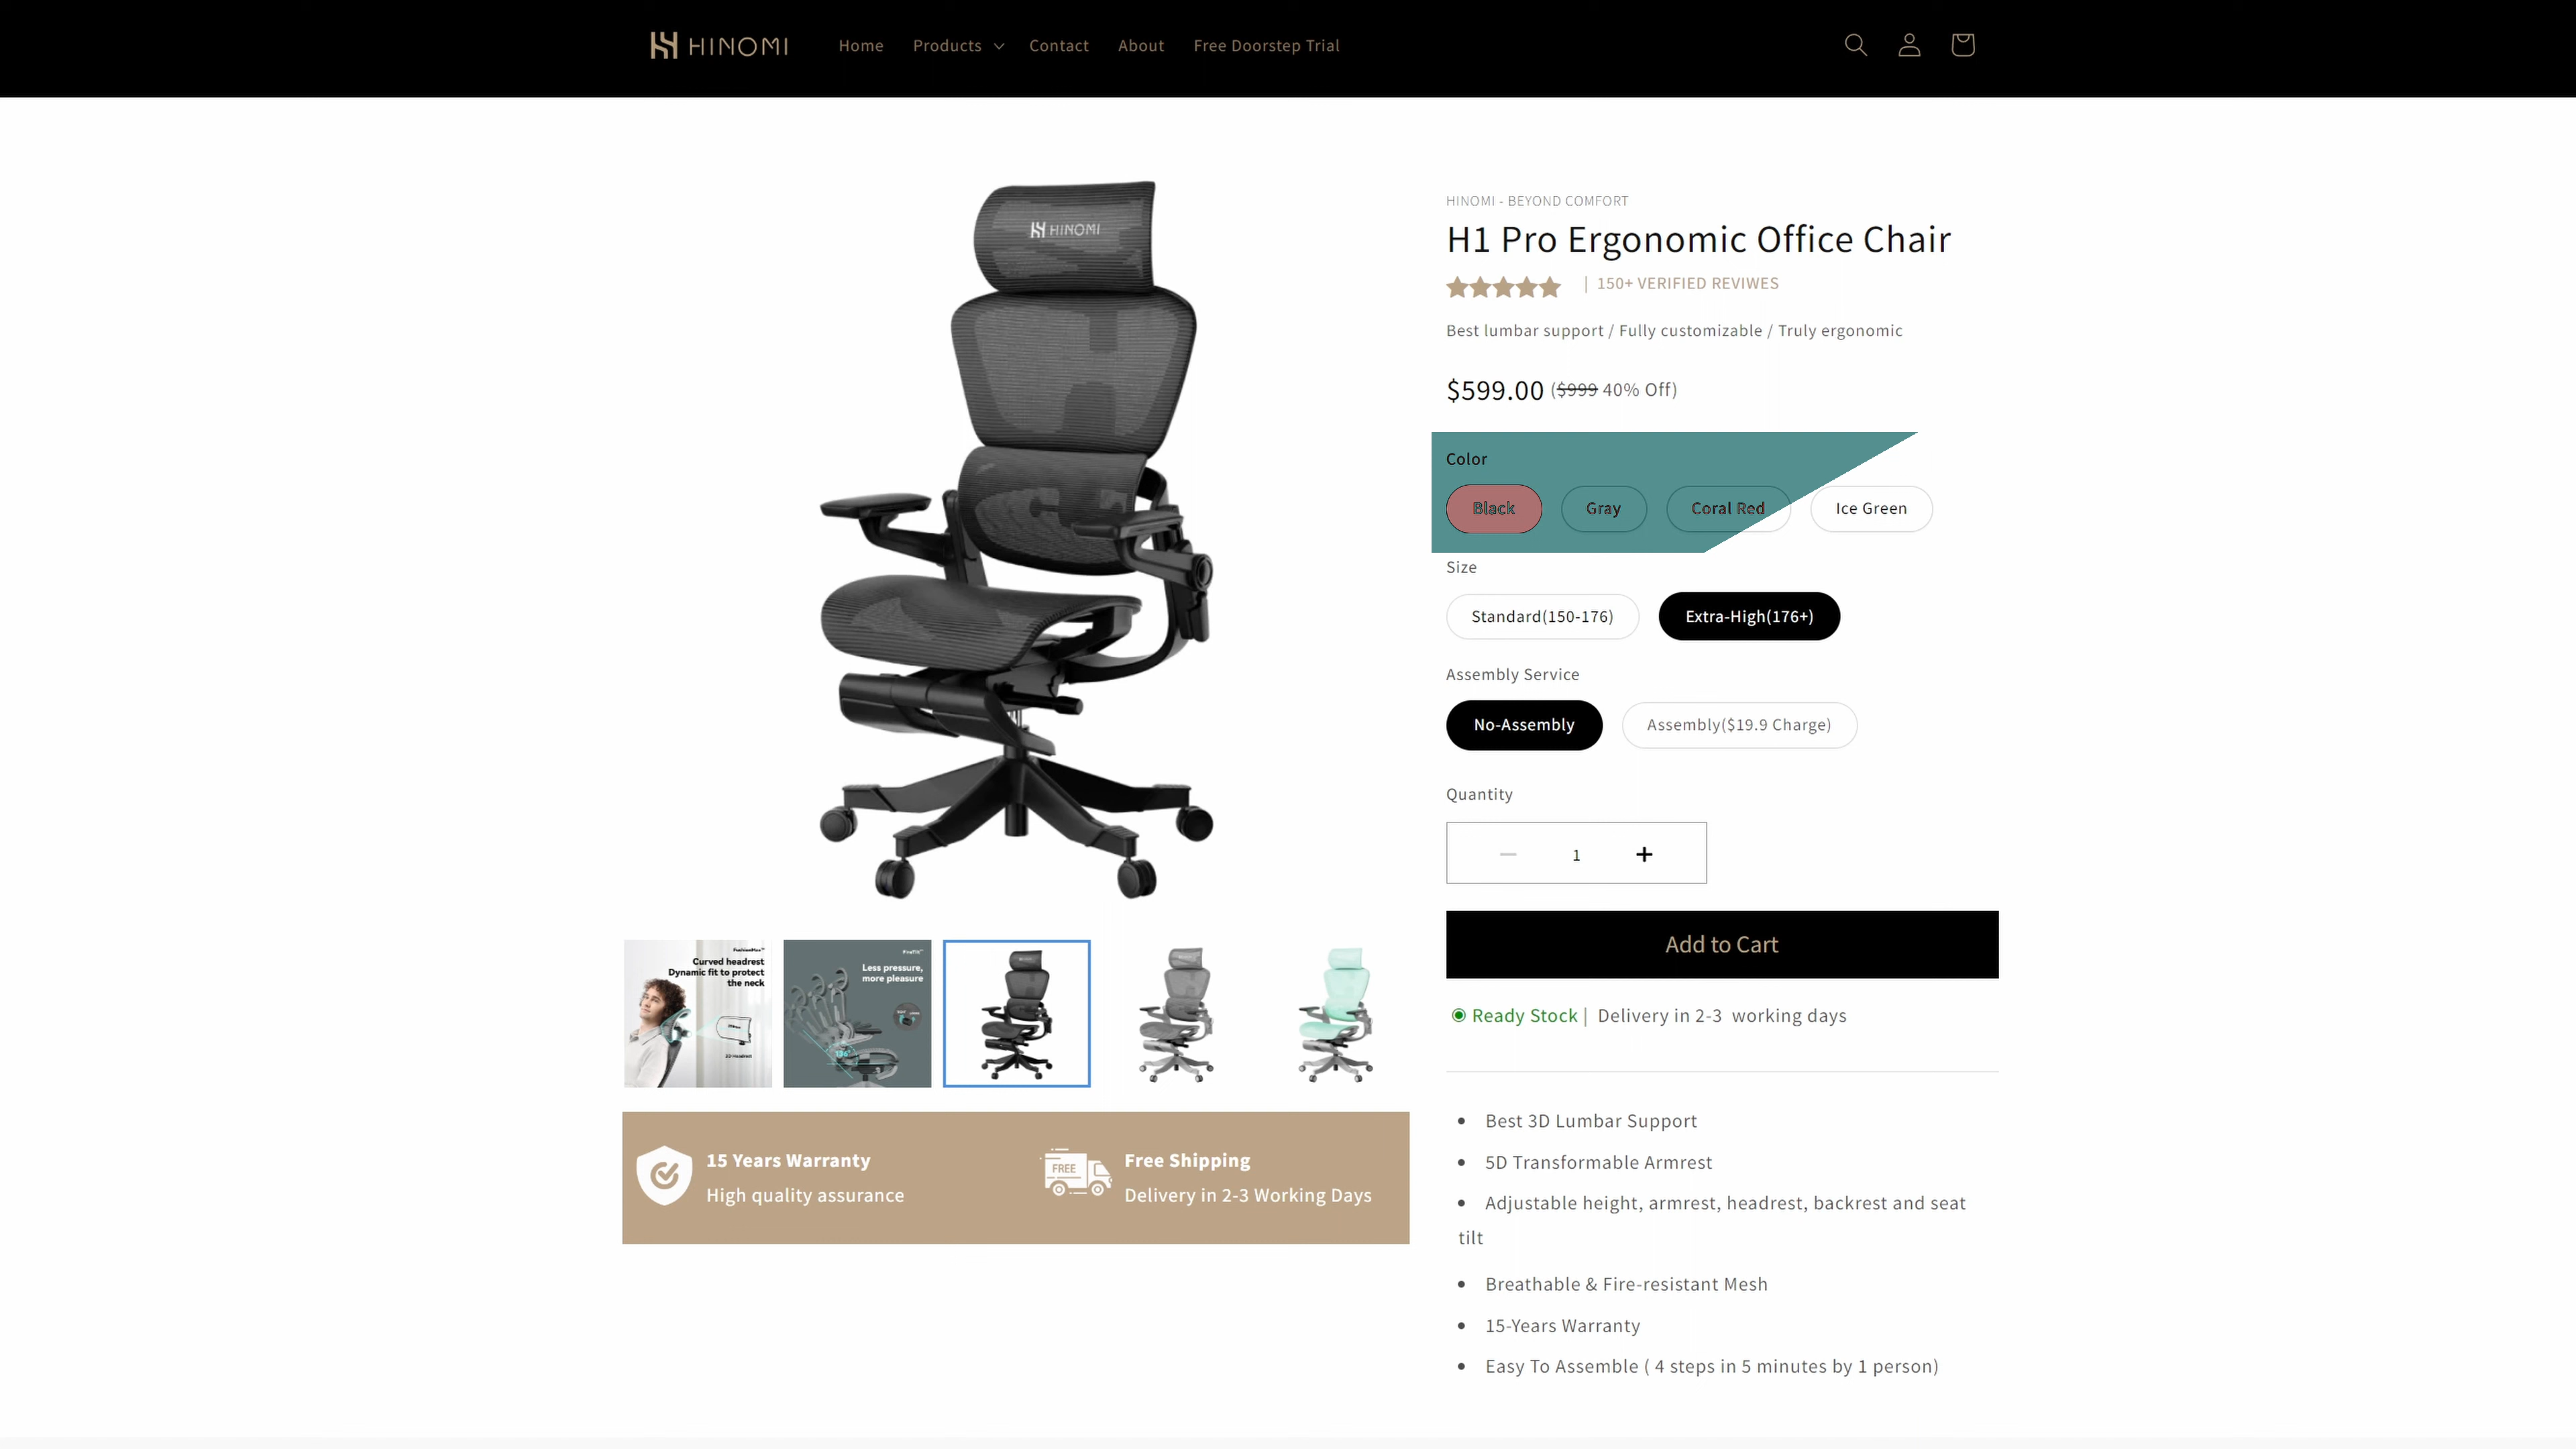 HINOMI
Home
Products
Contact
About
Free Doorstep Trial
HINOMI
HINOMI - BEYOND COMFORT
H1 Pro Ergonomic Office Chair
| 150+ VERIFIED REVIWES
Best lumbar support / Fully customizable / Truly ergonomic
$599.00 ($999 40% Off)
Color
Black
Gray
Coral Red
Ice Green
Size
Standard(150-176)
Extra-High(176+)
Assembly Service
No-Assembly
Assembly($19.9 Charge)
Quantity
1
Add to Cart
Ready Stock | Delivery in 2-3 working days
Curved headrest
Dynamic fit to protect
the neck
Less pressure,
more pleasure
15 Years Warranty
High quality assurance
FREE
Free Shipping
Delivery in 2-3 Working Days
Best 3D Lumbar Support
5D Transformable Armrest
Adjustable height, armrest, headrest, backrest and seat
tilt
Breathable & Fire-resistant Mesh
15-Years Warranty
Easy To Assemble ( 4 steps in 5 minutes by 1 person)